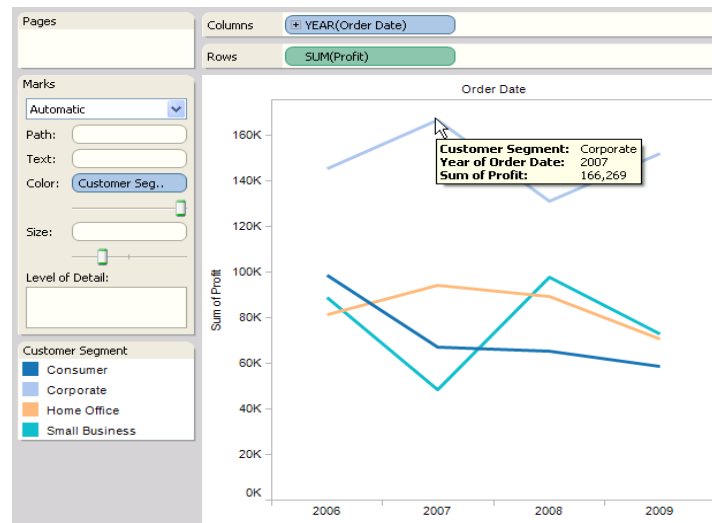 Pages
Columns
YEAR(Order Date)
Rows
SUM(Profit)
Marks
Automatic
Path:
Text:
Color:
Customer Seg..
Size:
Level of Detail:
Customer Segment
Consumer
Corporate
Home Office
Small Business
Order Date
Sum of Profit
160K
140K
120K
100K
80K
60K
40K
20K
0K
2006 2007 2008 2009
Customer Segment: Corporate
Year of Order Date: 2007
Sum of Profit: 166,269